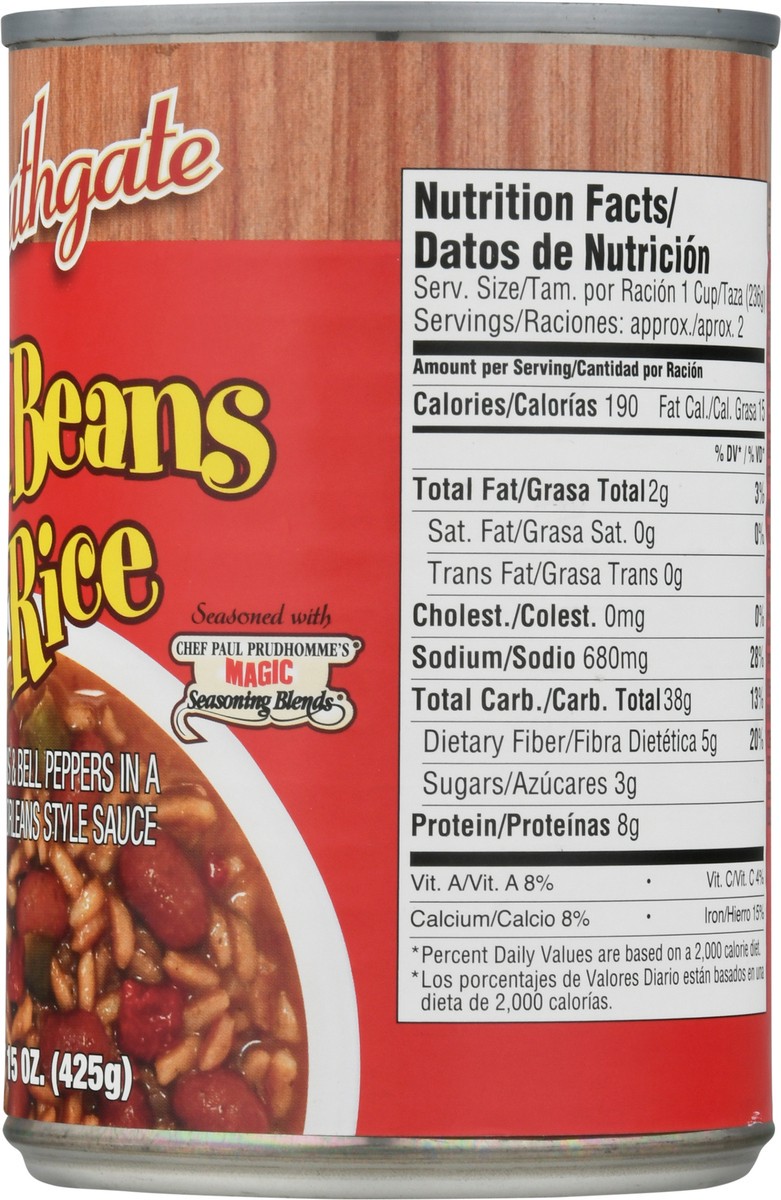 Beans
Rice
Seasoned with
CHEF PAUL PRUDHOMME'S®
MAGIC
Seasoning Blends®
& BELL PEPPERS IN A
STYLE SAUCE
15 OZ. (425g)
Nutrition Facts/
Datos de Nutrición
Serv. Size/Tam. por Ración 1 Cup/Taza (236g)
Servings/Raciones: approx./aprox. 2
Amount per Serving/Cantidad por Ración
Calories/Calorías 190 Fat Cal./Cal. Grasa 15
% DV* / % VD*
Total Fat/Grasa Total 2g 3%
Sat. Fat/Grasa Sat. 0g 0%
Trans Fat/Grasa Trans 0g
Cholest./Colest. 0mg 0%
Sodium/Sodio 680mg 28%
Total Carb./Carb. Total 38g 13%
Dietary Fiber/Fibra Dietética 5g 20%
Sugars/Azúcares 3g
Protein/Proteínas 8g
Vit. A/Vit. A 8% • Vit. C/Vit. C 4%
Calcium/Calcio 8% • Iron/Hierro 15%
*Percent Daily Values are based on a 2,000 calorie diet.
*Los porcentajes de Valores Diario están basados en una
dieta de 2,000 calorías.